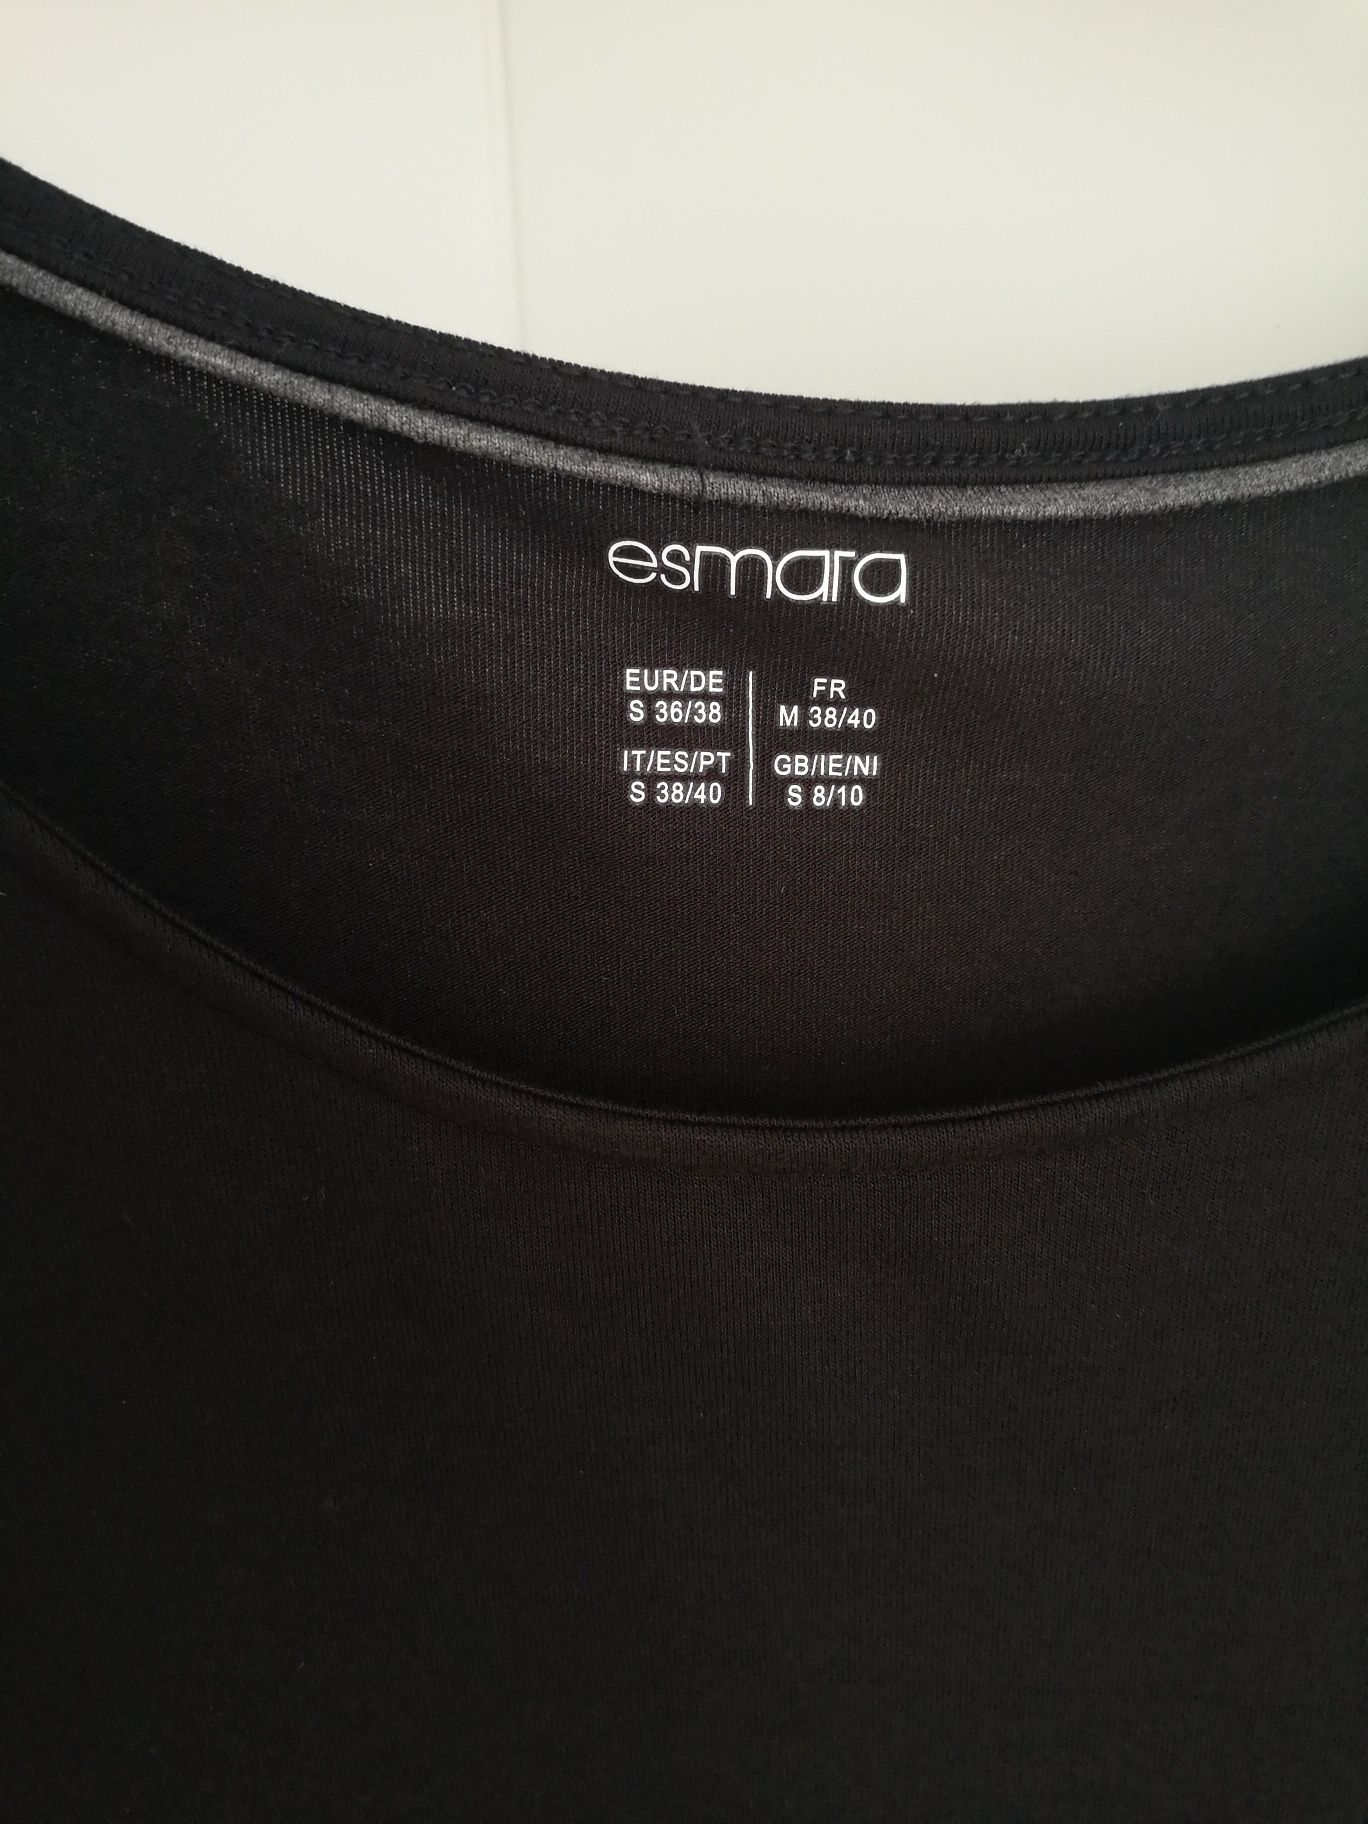 esmara
EUR/DE
S 36/38
FR
M 38/40
IT/ES/PT
S 38/40
GB/IE/NI
S 8/10